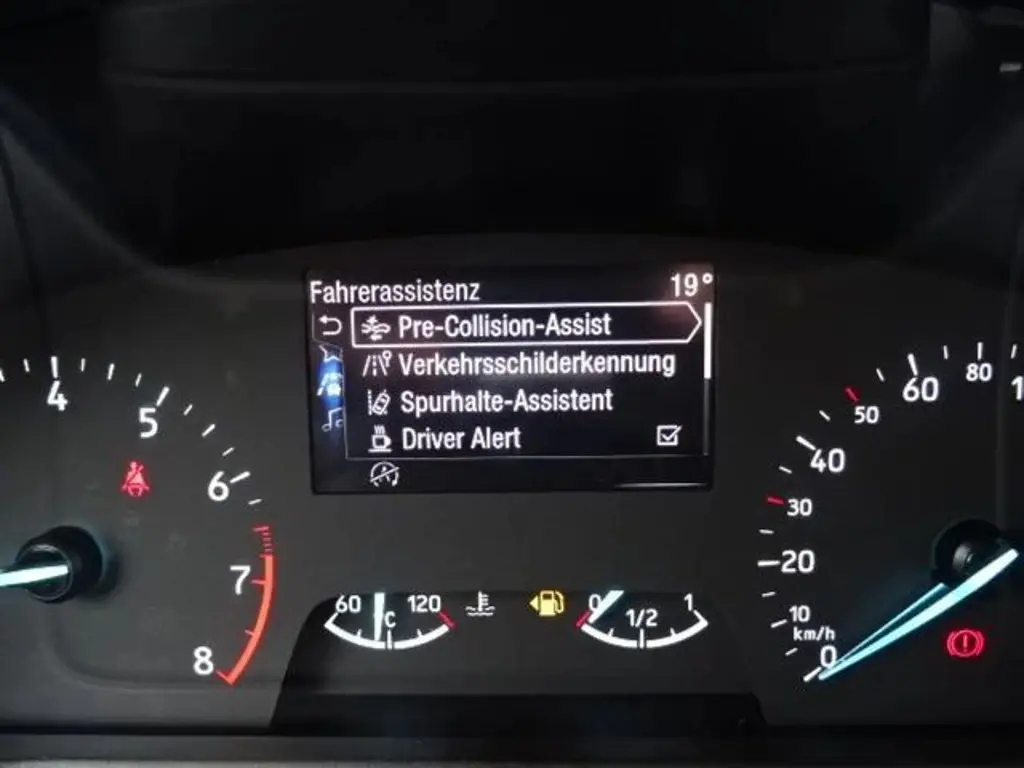 Fahrerassistenz 19°
Pre-Collision-Assist
Verkehrsschilderkennung
Spurhalte-Assistent
Driver Alert
4
5
6
7
8
60 120
C
0 1/2 1
80
60
50
40
30
20
10
km/h
0